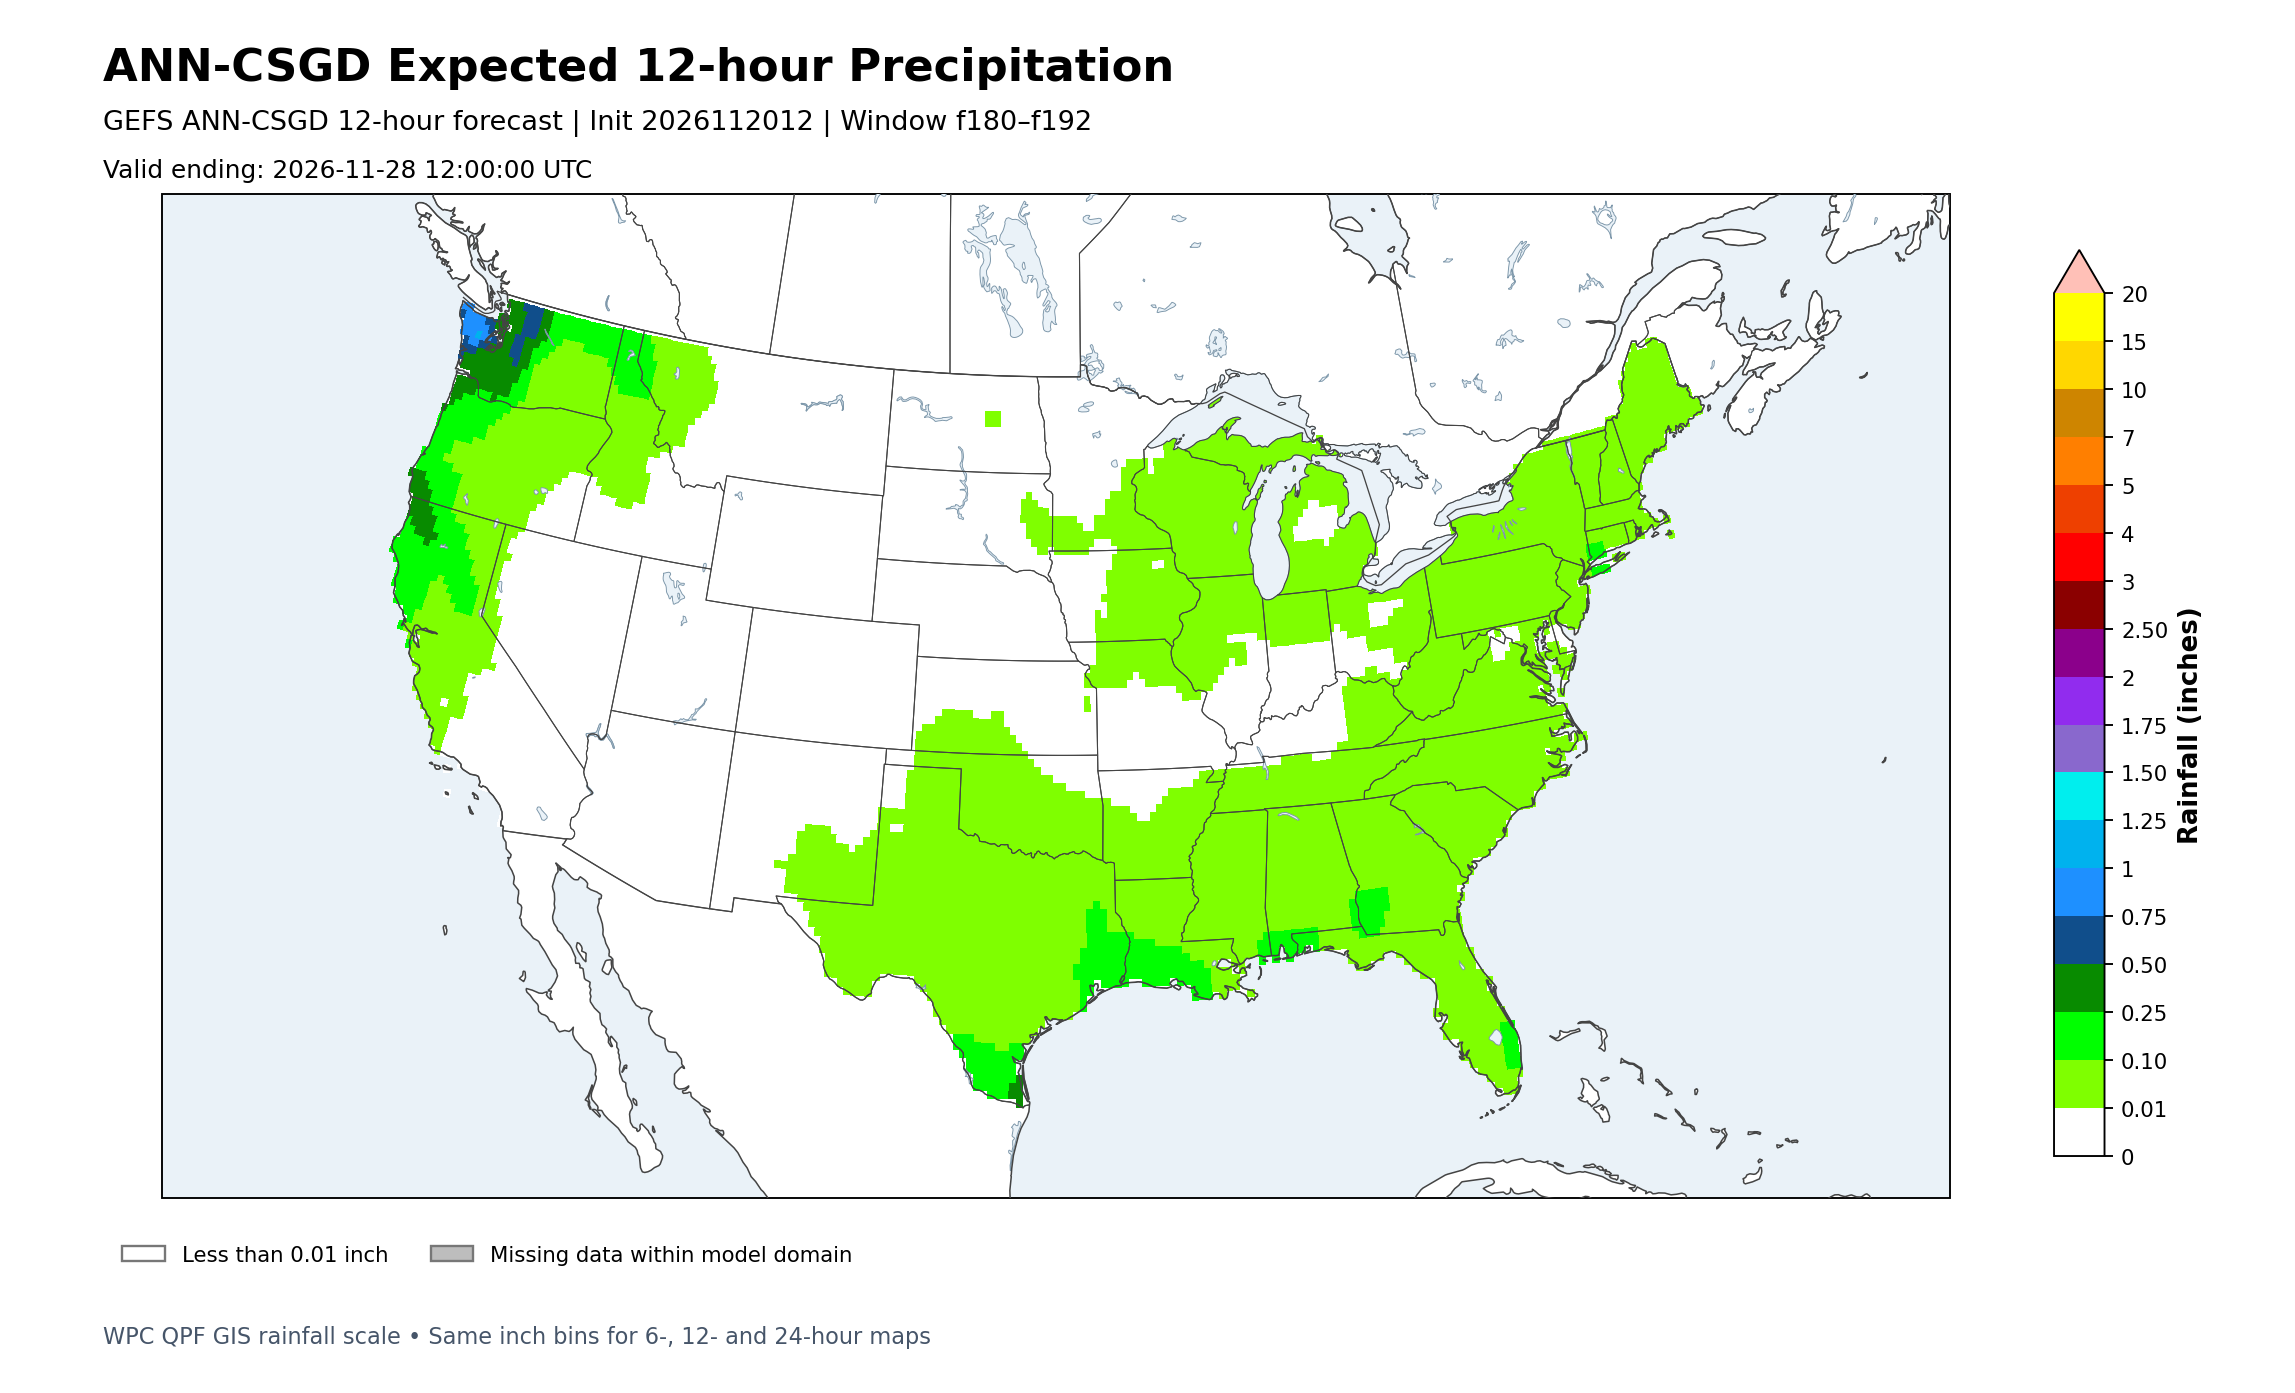 ANN-CSGD Expected 12-hour Precipitation
GEFS ANN-CSGD 12-hour forecast | Init 2026112012 | Window f180–f192
Valid ending: 2026-11-28 12:00:00 UTC
20
15
10
7
5
4
3
2.50
2
1.75
1.50
1.25
1
0.75
0.50
0.25
0.10
0.01
0
Rainfall (inches)
Less than 0.01 inch
Missing data within model domain
WPC QPF GIS rainfall scale • Same inch bins for 6-, 12- and 24-hour maps